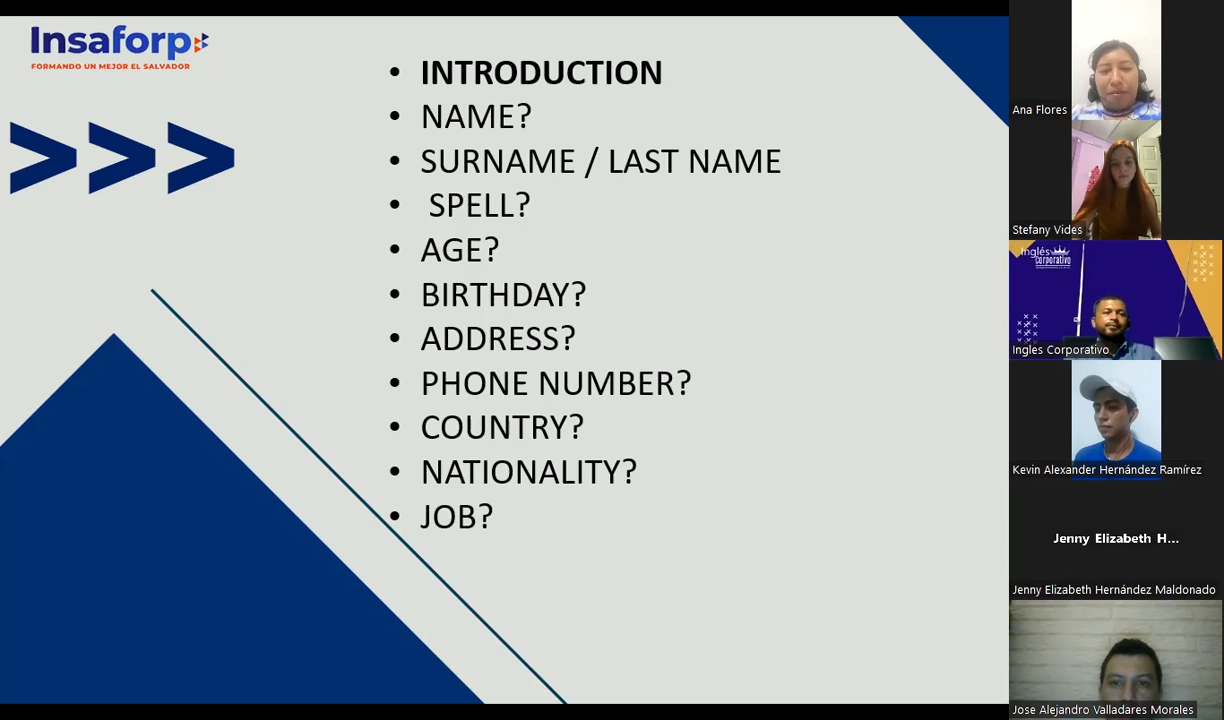 Insaforp
FORMANDO UN MEJOR EL SALVADOR
>>>
• INTRODUCTION
• NAME?
• SURNAME / LAST NAME
• SPELL?
• AGE?
• BIRTHDAY?
• ADDRESS?
• PHONE NUMBER?
• COUNTRY?
• NATIONALITY?
• JOB?
Ana Flores
Stefany Vides
Inglés
Corporativo
Ingles Corporativo
Kevin Alexander Hernández Ramírez
Jenny Elizabeth H...
Jenny Elizabeth Hernández Maldonado
Jose Alejandro Valladares Morales